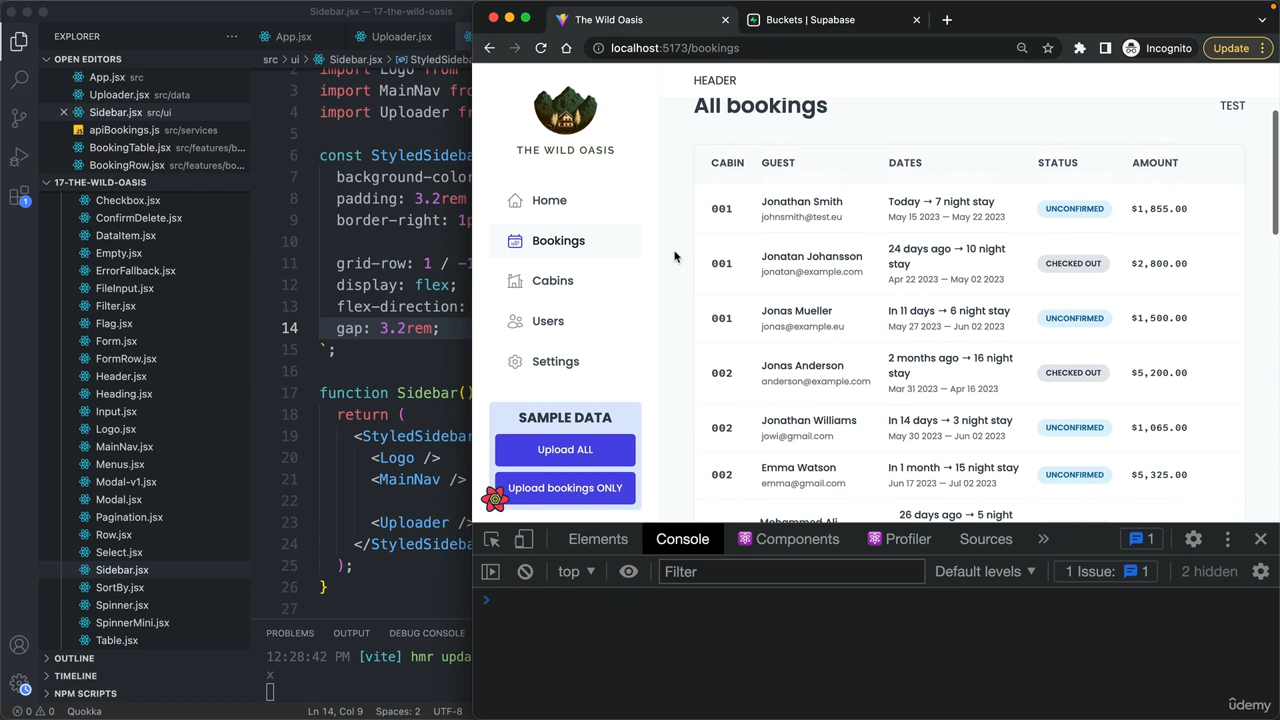 Sidebar.jsx — 17-the-wild-oasis
EXPLORER
OPEN EDITORS
App.jsx src
Uploader.jsx src/data
Sidebar.jsx src/ui
apiBookings.js src/services
BookingTable.jsx src/features/b...
BookingRow.jsx src/features/bo...
17-THE-WILD-OASIS
Checkbox.jsx
ConfirmDelete.jsx
DataItem.jsx
Empty.jsx
ErrorFallback.jsx
FileInput.jsx
Filter.jsx
Flag.jsx
Form.jsx
FormRow.jsx
Header.jsx
Heading.jsx
Input.jsx
Logo.jsx
MainNav.jsx
Menus.jsx
Modal-v1.jsx
Modal.jsx
Pagination.jsx
Row.jsx
Select.jsx
Sidebar.jsx
SortBy.jsx
Spinner.jsx
SpinnerMini.jsx
Table.jsx
OUTLINE
TIMELINE
NPM SCRIPTS
1
0 0 Quokka
App.jsx Uploader.jsx
src > ui > Sidebar.jsx > StyledSideba
2 import Logo from
3 import MainNav fro
4 import Uploader fr
5
6 const StyledSideba
7 background-color
8 padding: 3.2rem
9 border-right: 1p
10
11 grid-row: 1 / -1
12 display: flex;
13 flex-direction:
14 gap: 3.2rem;
15 `;
16
17 function Sidebar()
18 return (
19 <StyledSidebar
20 <Logo />
21 <MainNav />
22
23 <Uploader />
24 </StyledSideba
25 );
26 }
27
PROBLEMS OUTPUT DEBUG CONSOLE
12:28:42 PM [vite] hmr upda
x
Ln 14, Col 9 Spaces: 2 UTF-8
The Wild Oasis
Buckets | Supabase
localhost:5173/bookings
Incognito
Update
THE WILD OASIS
Home
Bookings
Cabins
Users
Settings
SAMPLE DATA
Upload ALL
Upload bookings ONLY
HEADER
All bookings
TEST
CABIN GUEST DATES STATUS AMOUNT
001 Jonathan Smith Today → 7 night stay UNCONFIRMED $1,855.00
johnsmith@test.eu May 15 2023 — May 22 2023
001 Jonatan Johansson 24 days ago → 10 night stay CHECKED OUT $2,800.00
jonatan@example.com Apr 22 2023 — May 02 2023
001 Jonas Mueller In 11 days → 6 night stay UNCONFIRMED $1,500.00
jonas@example.eu May 27 2023 — Jun 02 2023
002 Jonas Anderson 2 months ago → 16 night stay CHECKED OUT $5,200.00
anderson@example.com Mar 31 2023 — Apr 16 2023
002 Jonathan Williams In 14 days → 3 night stay UNCONFIRMED $1,065.00
jowi@gmail.com May 30 2023 — Jun 02 2023
002 Emma Watson In 1 month → 15 night stay UNCONFIRMED $5,325.00
emma@gmail.com Jun 17 2023 — Jul 02 2023
Mohammed Ali 26 days ago → 5 night
Elements Console Components Profiler Sources » 1
top Filter Default levels 1 Issue: 1 2 hidden
ûdemy